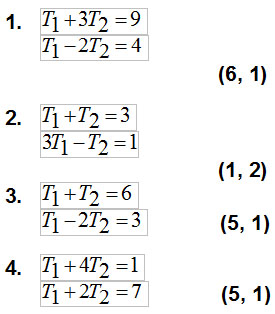 1. T₁+3T₂=9
T₁−2T₂=4
(6, 1)
2. T₁+T₂=3
3T₁−T₂=1
(1, 2)
3. T₁+T₂=6
T₁−2T₂=3 (5, 1)
4. T₁+4T₂=1
T₁+2T₂=7 (5, 1)